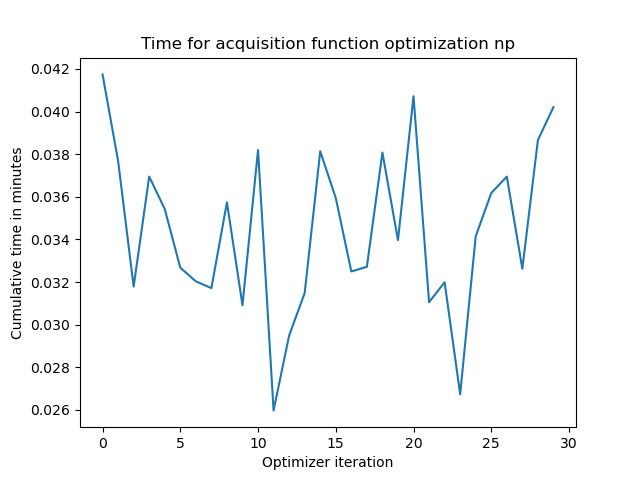 Time for acquisition function optimization np
Cumulative time in minutes
0.042
0.040
0.038
0.036
0.034
0.032
0.030
0.028
0.026
0 5 10 15 20 25 30
Optimizer iteration